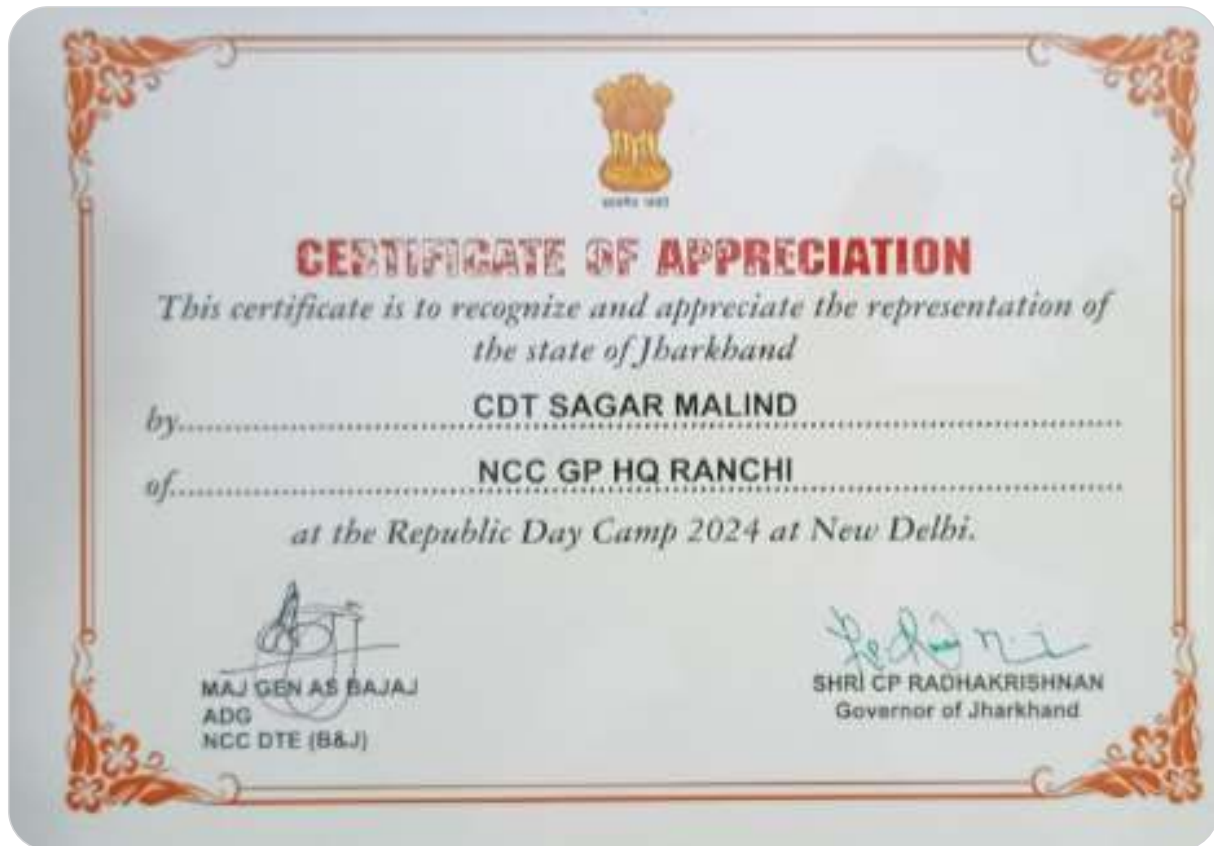 CERTIFICATE OF APPRECIATION
This certificate is to recognize and appreciate the representation of
the state of Jharkhand
by CDT SAGAR MALIND
of NCC GP HQ RANCHI
at the Republic Day Camp 2024 at New Delhi.
MAJ GEN AS BAJAJ
ADG
NCC DTE (B&J)
SHRI CP RADHAKRISHNAN
Governor of Jharkhand